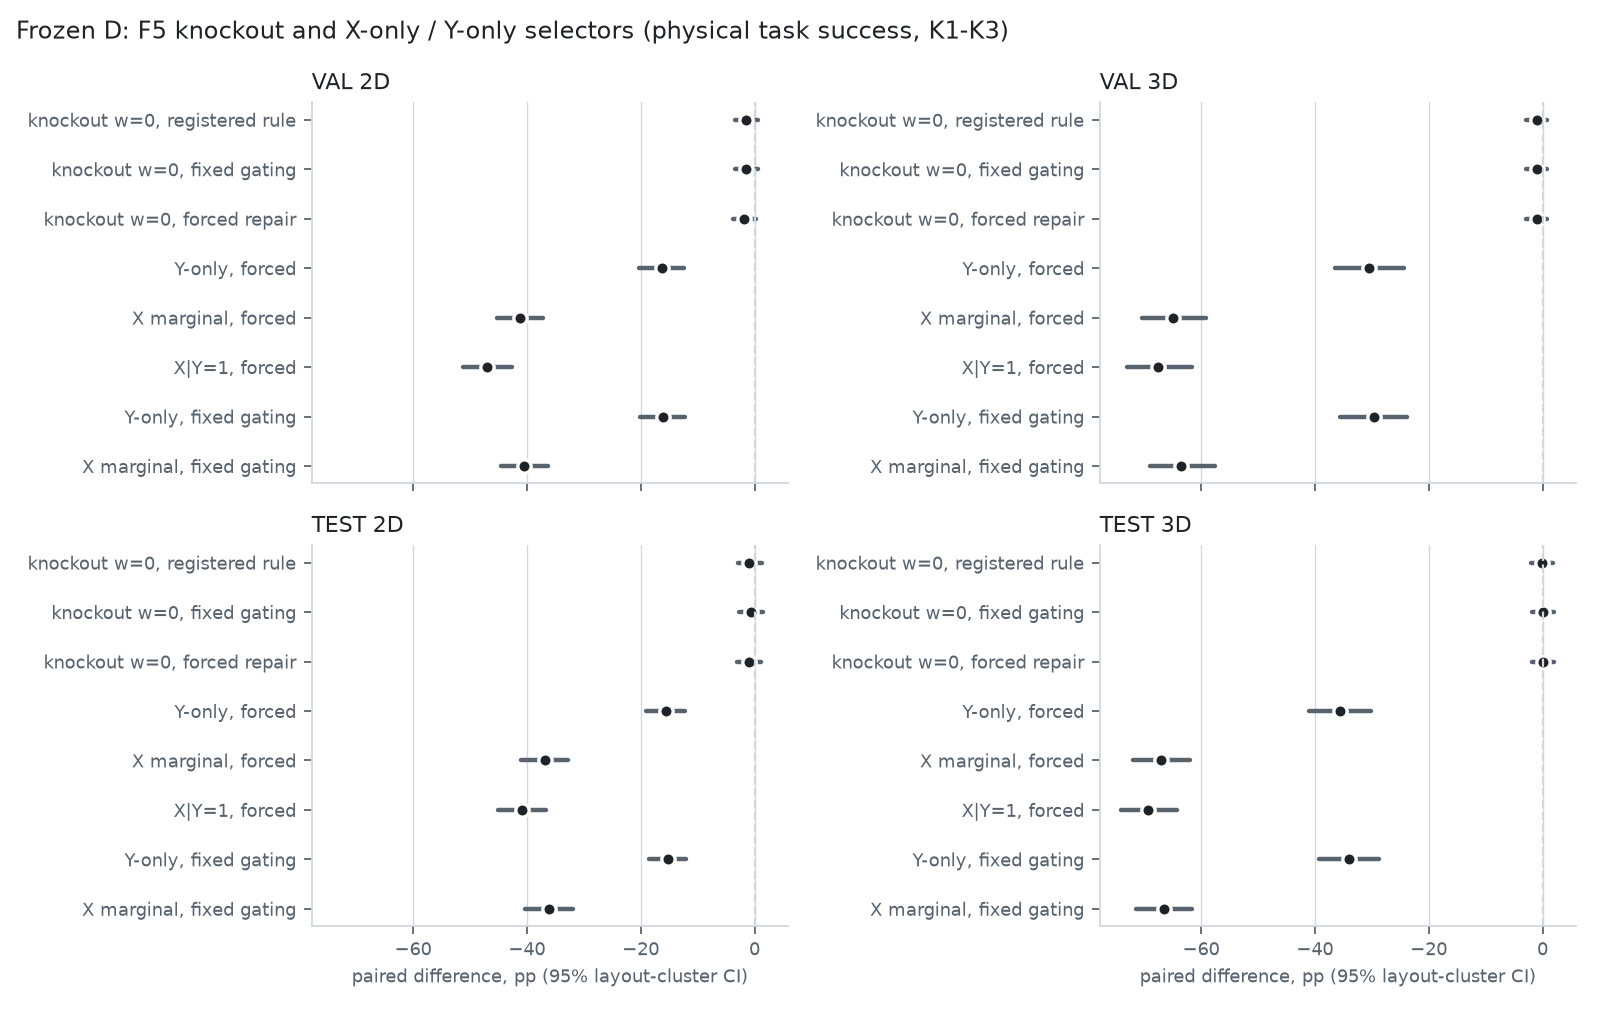 Frozen D: F5 knockout and X-only / Y-only selectors (physical task success, K1-K3)
VAL 2D
knockout w=0, registered rule
knockout w=0, fixed gating
knockout w=0, forced repair
Y-only, forced
X marginal, forced
X|Y=1, forced
Y-only, fixed gating
X marginal, fixed gating
VAL 3D
knockout w=0, registered rule
knockout w=0, fixed gating
knockout w=0, forced repair
Y-only, forced
X marginal, forced
X|Y=1, forced
Y-only, fixed gating
X marginal, fixed gating
TEST 2D
knockout w=0, registered rule
knockout w=0, fixed gating
knockout w=0, forced repair
Y-only, forced
X marginal, forced
X|Y=1, forced
Y-only, fixed gating
X marginal, fixed gating
−60 −40 −20 0
paired difference, pp (95% layout-cluster CI)
TEST 3D
knockout w=0, registered rule
knockout w=0, fixed gating
knockout w=0, forced repair
Y-only, forced
X marginal, forced
X|Y=1, forced
Y-only, fixed gating
X marginal, fixed gating
−60 −40 −20 0
paired difference, pp (95% layout-cluster CI)